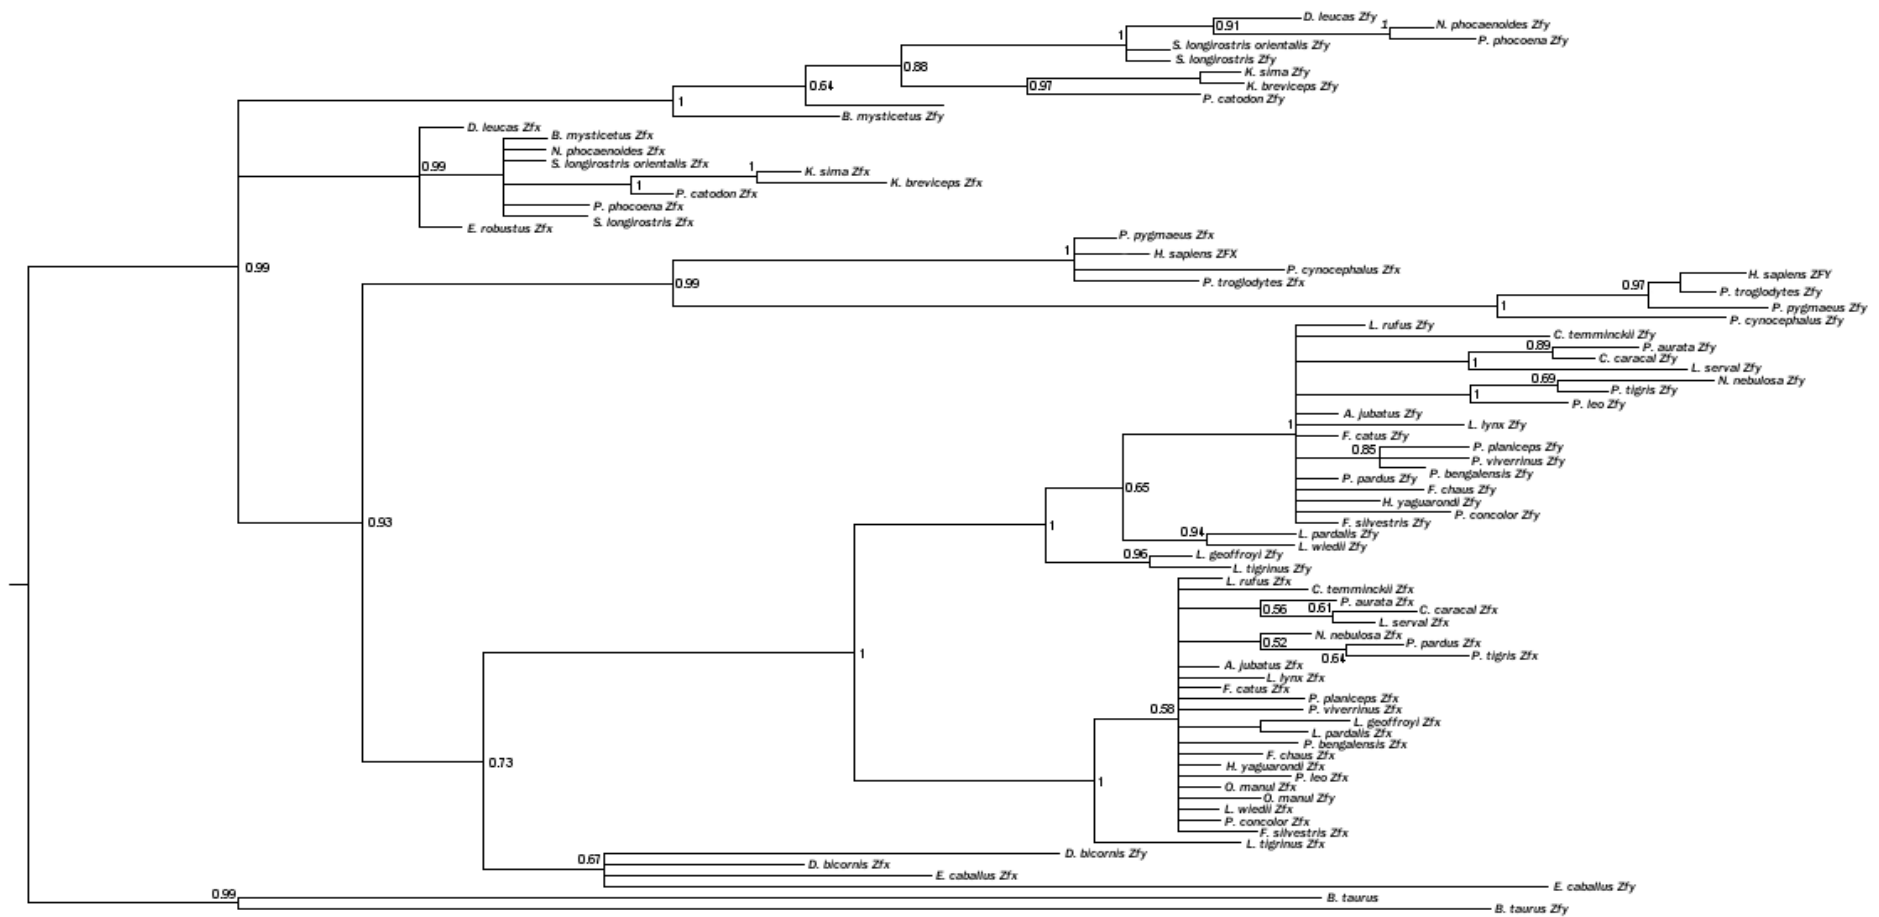 D. leucas Zfy
0.91
1
N. phocaenoides Zfy
P. phocoena Zfy
1
S. longirostris orientalis Zfy
S. longirostris Zfy
0.88
K. sima Zfy
0.64
0.97
K. breviceps Zfy
P. catodon Zfy
1
B. mysticetus Zfy
D. leucas Zfx
B. mysticetus Zfx
N. phocaenoides Zfx
0.99
S. longirostris orientalis Zfx
1
K. sima Zfx
1
K. breviceps Zfx
P. catodon Zfx
P. phocoena Zfx
S. longirostris Zfx
E. robustus Zfx
P. pygmaeus Zfx
1
H. sapiens ZFX
0.99
P. cynocephalus Zfx
H. sapiens ZFY
0.99
P. troglodytes Zfx
0.97
P. troglodytes Zfy
1
P. pygmaeus Zfy
P. cynocephalus Zfy
L. rufus Zfy
C. temminckii Zfy
0.89
P. aurata Zfy
C. caracal Zfy
1
L. serval Zfy
0.69
N. nebulosa Zfy
P. tigris Zfy
1
P. leo Zfy
A. jubatus Zfy
1
L. lynx Zfy
F. catus Zfy
P. planiceps Zfy
0.85
P. viverrinus Zfy
P. bengalensis Zfy
P. pardus Zfy
0.65
F. chaus Zfy
H. yaguarondi Zfy
P. concolor Zfy
0.93
1
F. silvestris Zfy
0.94
L. pardalis Zfy
L. wiedii Zfy
0.96
L. geoffroyi Zfy
L. tigrinus Zfy
L. rufus Zfx
C. temminckii Zfx
P. aurata Zfx
0.56
0.61
C. caracal Zfx
L. serval Zfx
N. nebulosa Zfx
0.52
P. pardus Zfx
1
0.64
P. tigris Zfx
A. jubatus Zfx
L. lynx Zfx
F. catus Zfx
P. planiceps Zfx
0.58
P. viverrinus Zfx
L. geoffroyi Zfx
L. pardalis Zfx
P. bengalensis Zfx
F. chaus Zfx
0.73
H. yaguarondi Zfx
P. leo Zfx
1
O. manul Zfx
O. manul Zfy
L. wiedii Zfx
P. concolor Zfx
F. silvestris Zfx
L. tigrinus Zfx
0.67
D. bicornis Zfy
D. bicornis Zfx
E. caballus Zfx
E. caballus Zfy
0.99
B. taurus
B. taurus Zfy